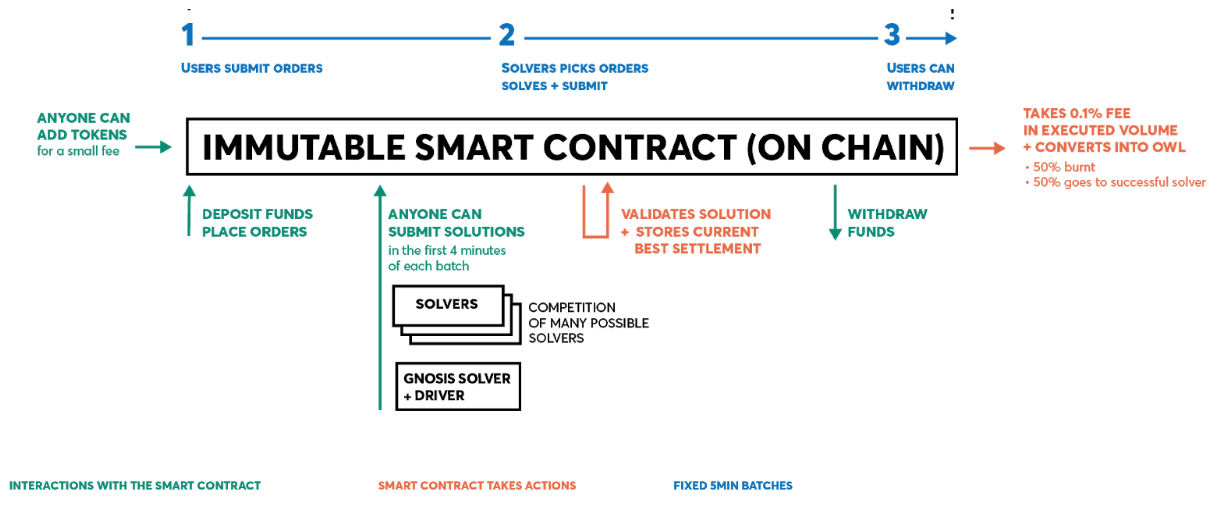 1
2
3
USERS SUBMIT ORDERS
SOLVERS PICKS ORDERS
SOLVES + SUBMIT
USERS CAN
WITHDRAW
ANYONE CAN
ADD TOKENS
for a small fee
IMMUTABLE SMART CONTRACT (ON CHAIN)
TAKES 0.1% FEE
IN EXECUTED VOLUME
+ CONVERTS INTO OWL
• 50% burnt
• 50% goes to successful solver
DEPOSIT FUNDS
PLACE ORDERS
ANYONE CAN
SUBMIT SOLUTIONS
in the first 4 minutes
of each batch
VALIDATES SOLUTION
+ STORES CURRENT
BEST SETTLEMENT
WITHDRAW
FUNDS
SOLVERS
COMPETITION
OF MANY POSSIBLE
SOLVERS
GNOSIS SOLVER
+ DRIVER
INTERACTIONS WITH THE SMART CONTRACT
SMART CONTRACT TAKES ACTIONS
FIXED 5MIN BATCHES